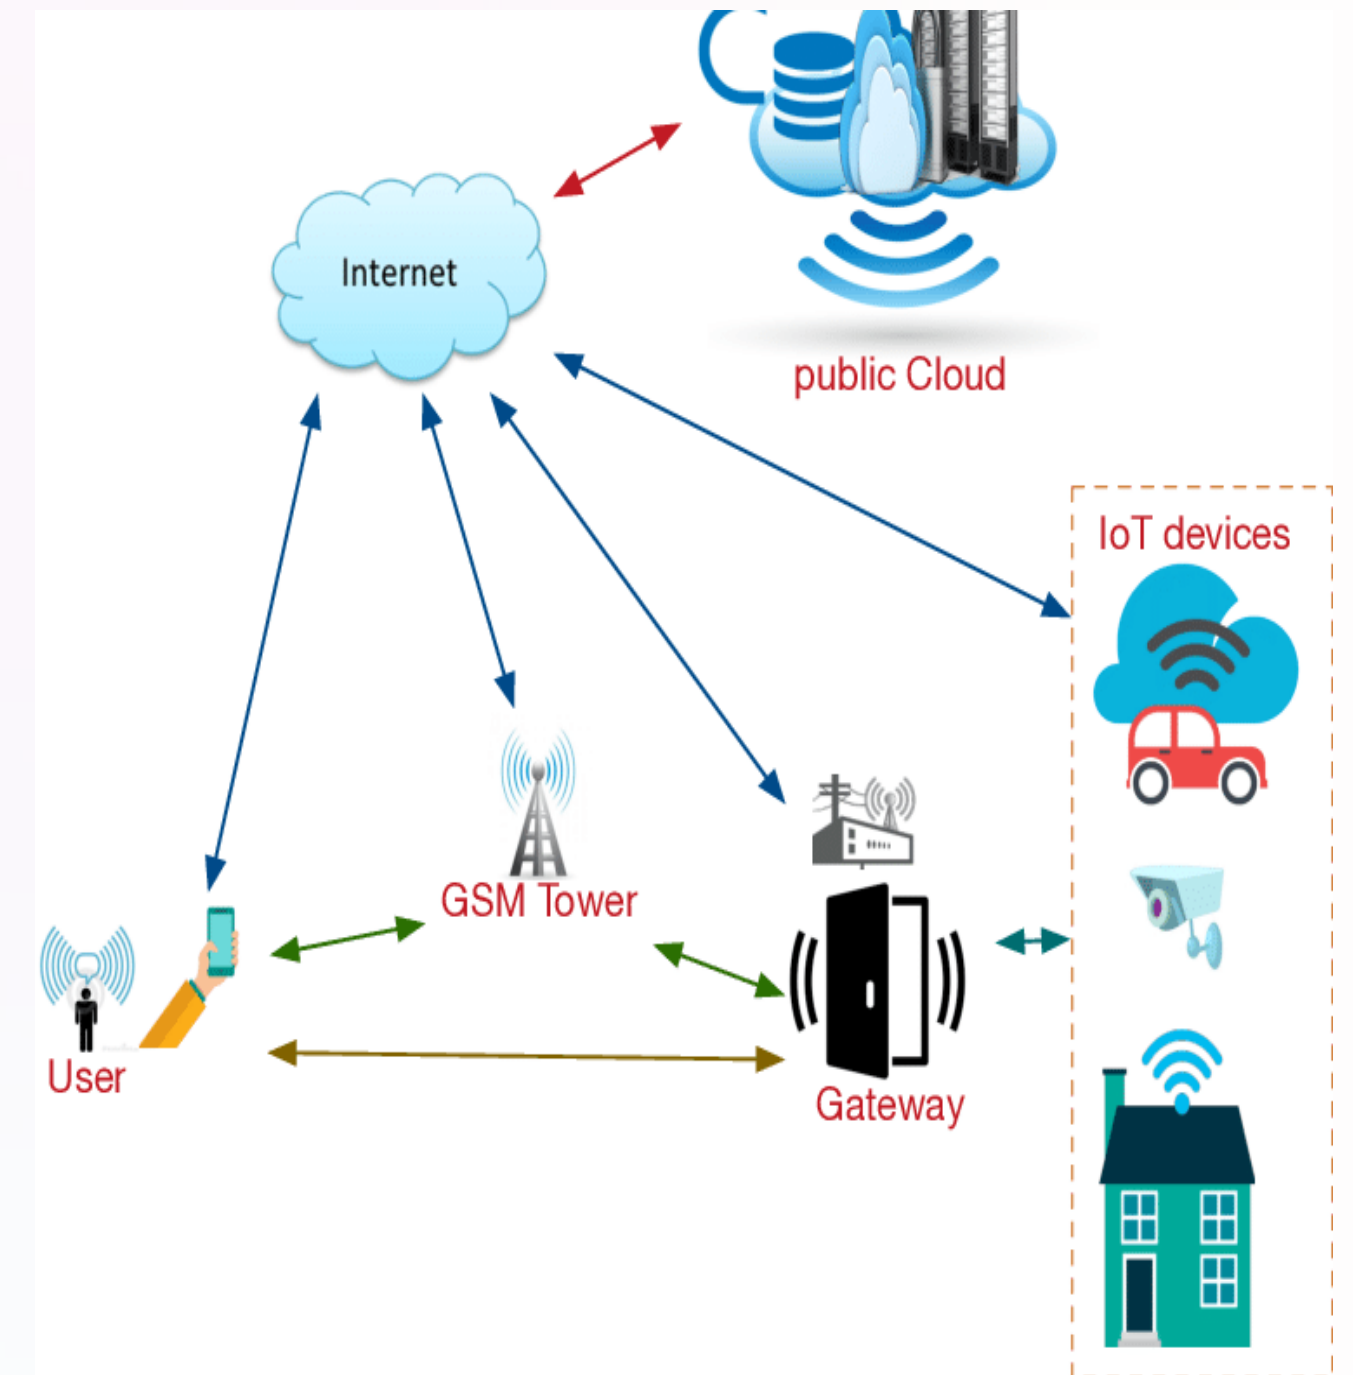 Internet
public Cloud
IoT devices
GSM Tower
User
Gateway